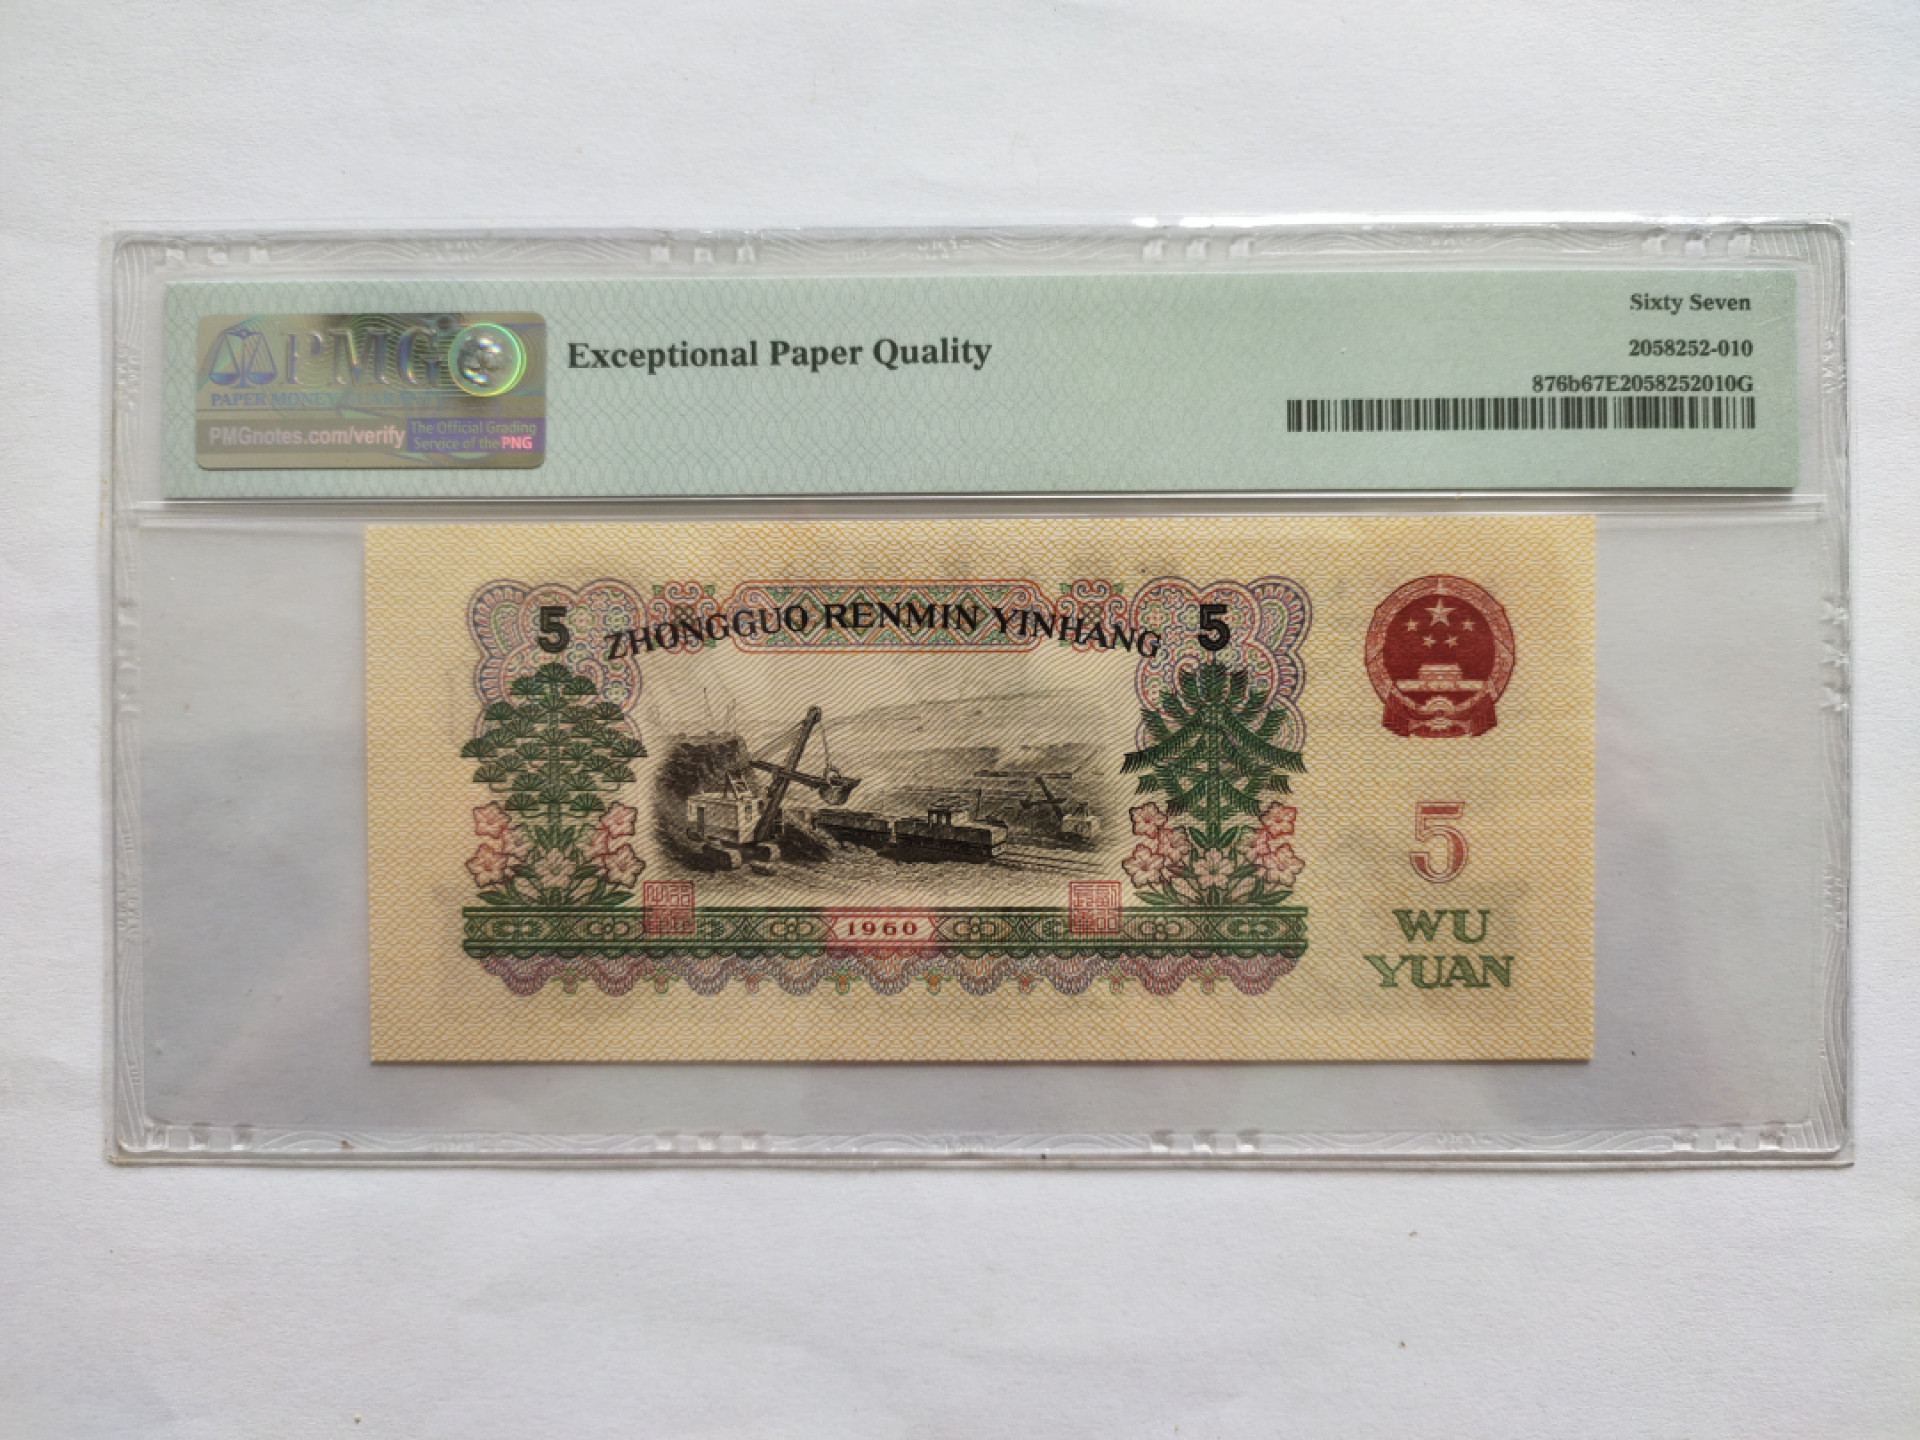 Sixty Seven
PMG
PAPER MONEY GUARANTY
Exceptional Paper Quality
2058252-010
876b67E2058252010G
PMGnotes.com/verify
The Official Grading
Service of the PNG
5
ZHONGGUO RENMIN YINHANG
5
5
1960
WU
YUAN